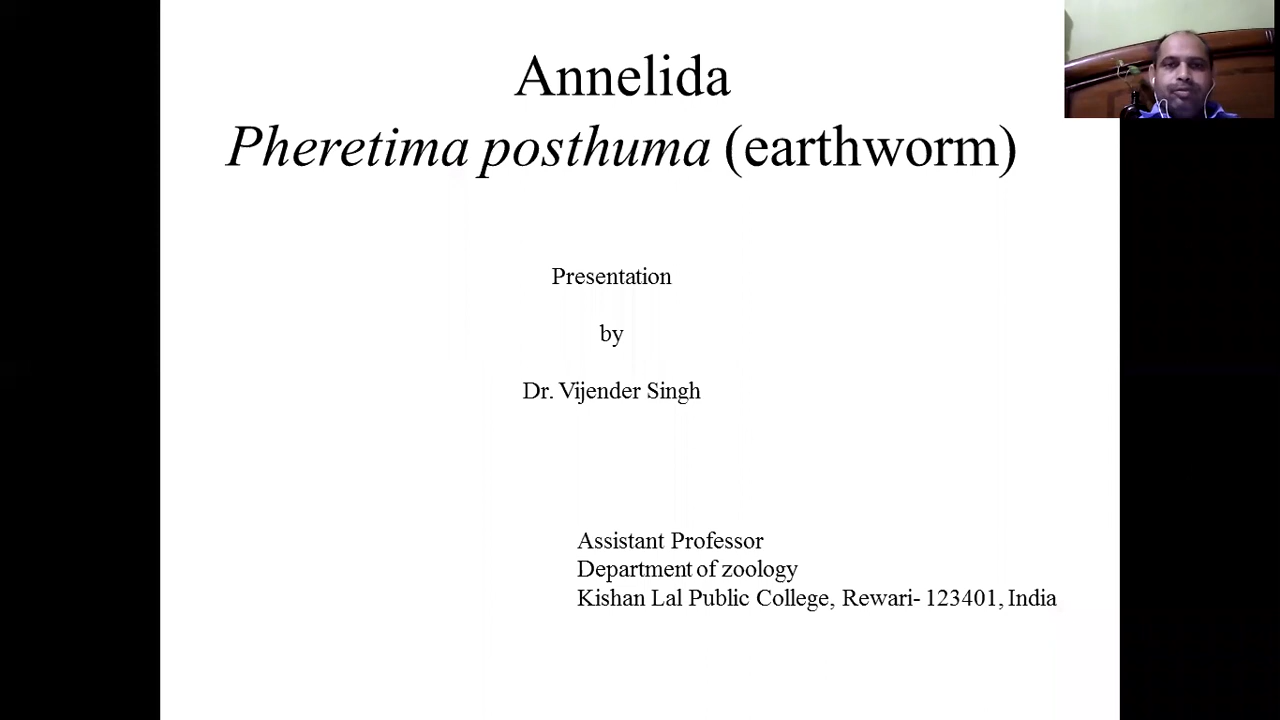 Annelida
Pheretima posthuma (earthworm)
Presentation
by
Dr. Vijender Singh
Assistant Professor
Department of zoology
Kishan Lal Public College, Rewari- 123401, India